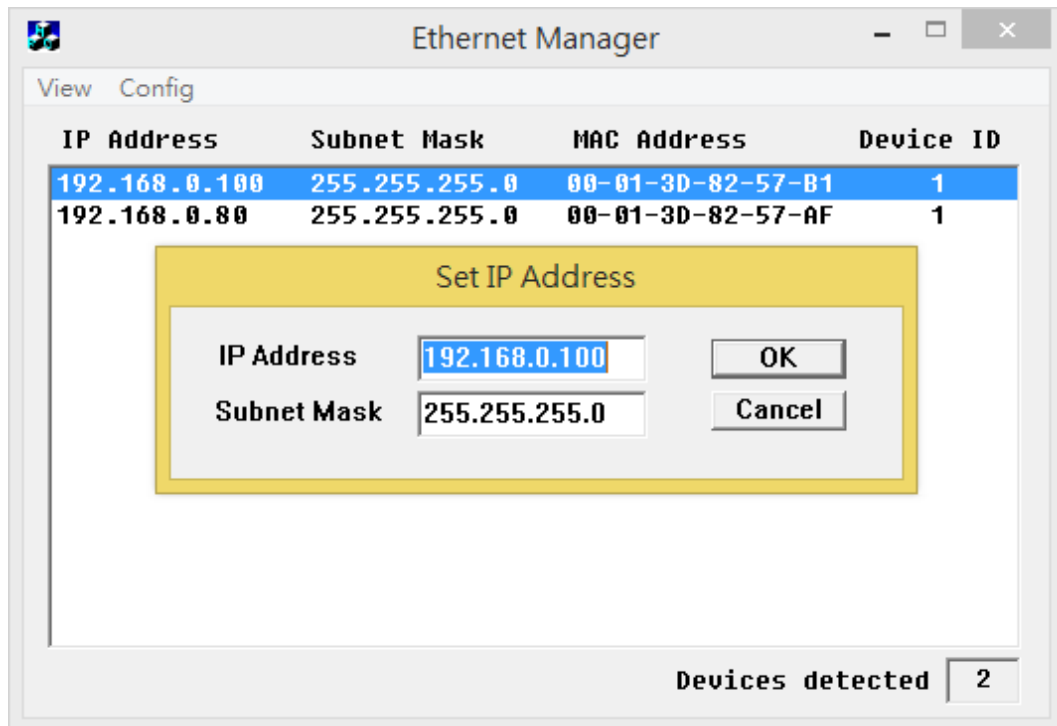 Ethernet Manager
View Config
IP Address Subnet Mask MAC Address Device ID
192.168.0.100 255.255.255.0 00-01-3D-82-57-B1 1
192.168.0.80 255.255.255.0 00-01-3D-82-57-AF 1
Set IP Address
IP Address 192.168.0.100 OK
Subnet Mask 255.255.255.0 Cancel
Devices detected 2